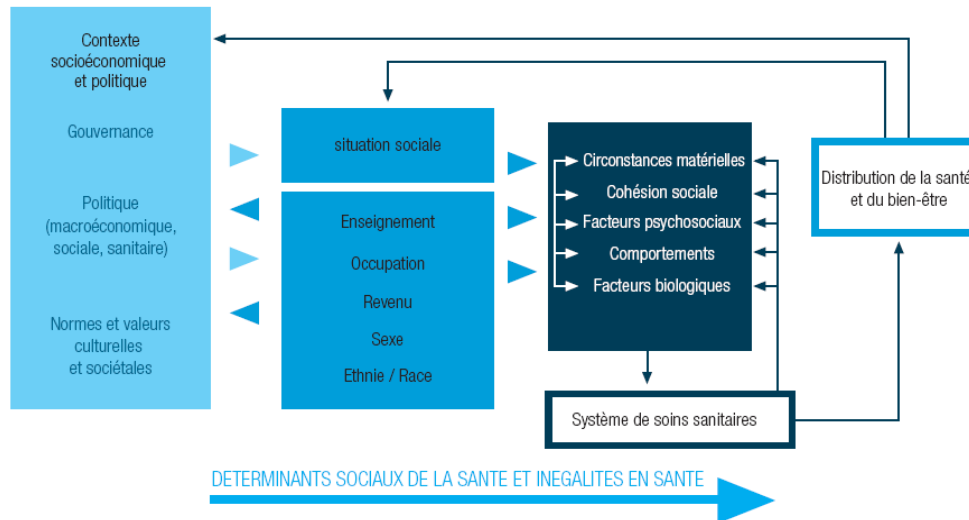 Contexte
socioéconomique
et politique
Gouvernance
Politique
(macroéconomique,
sociale, sanitaire)
Normes et valeurs
culturelles
et sociétales
situation sociale
Enseignement
Occupation
Revenu
Sexe
Ethnie / Race
Circonstances matérielles
Cohésion sociale
Facteurs psychosociaux
Comportements
Facteurs biologiques
Système de soins sanitaires
Distribution de la santé
et du bien-être
DETERMINANTS SOCIAUX DE LA SANTE ET INEGALITES EN SANTE